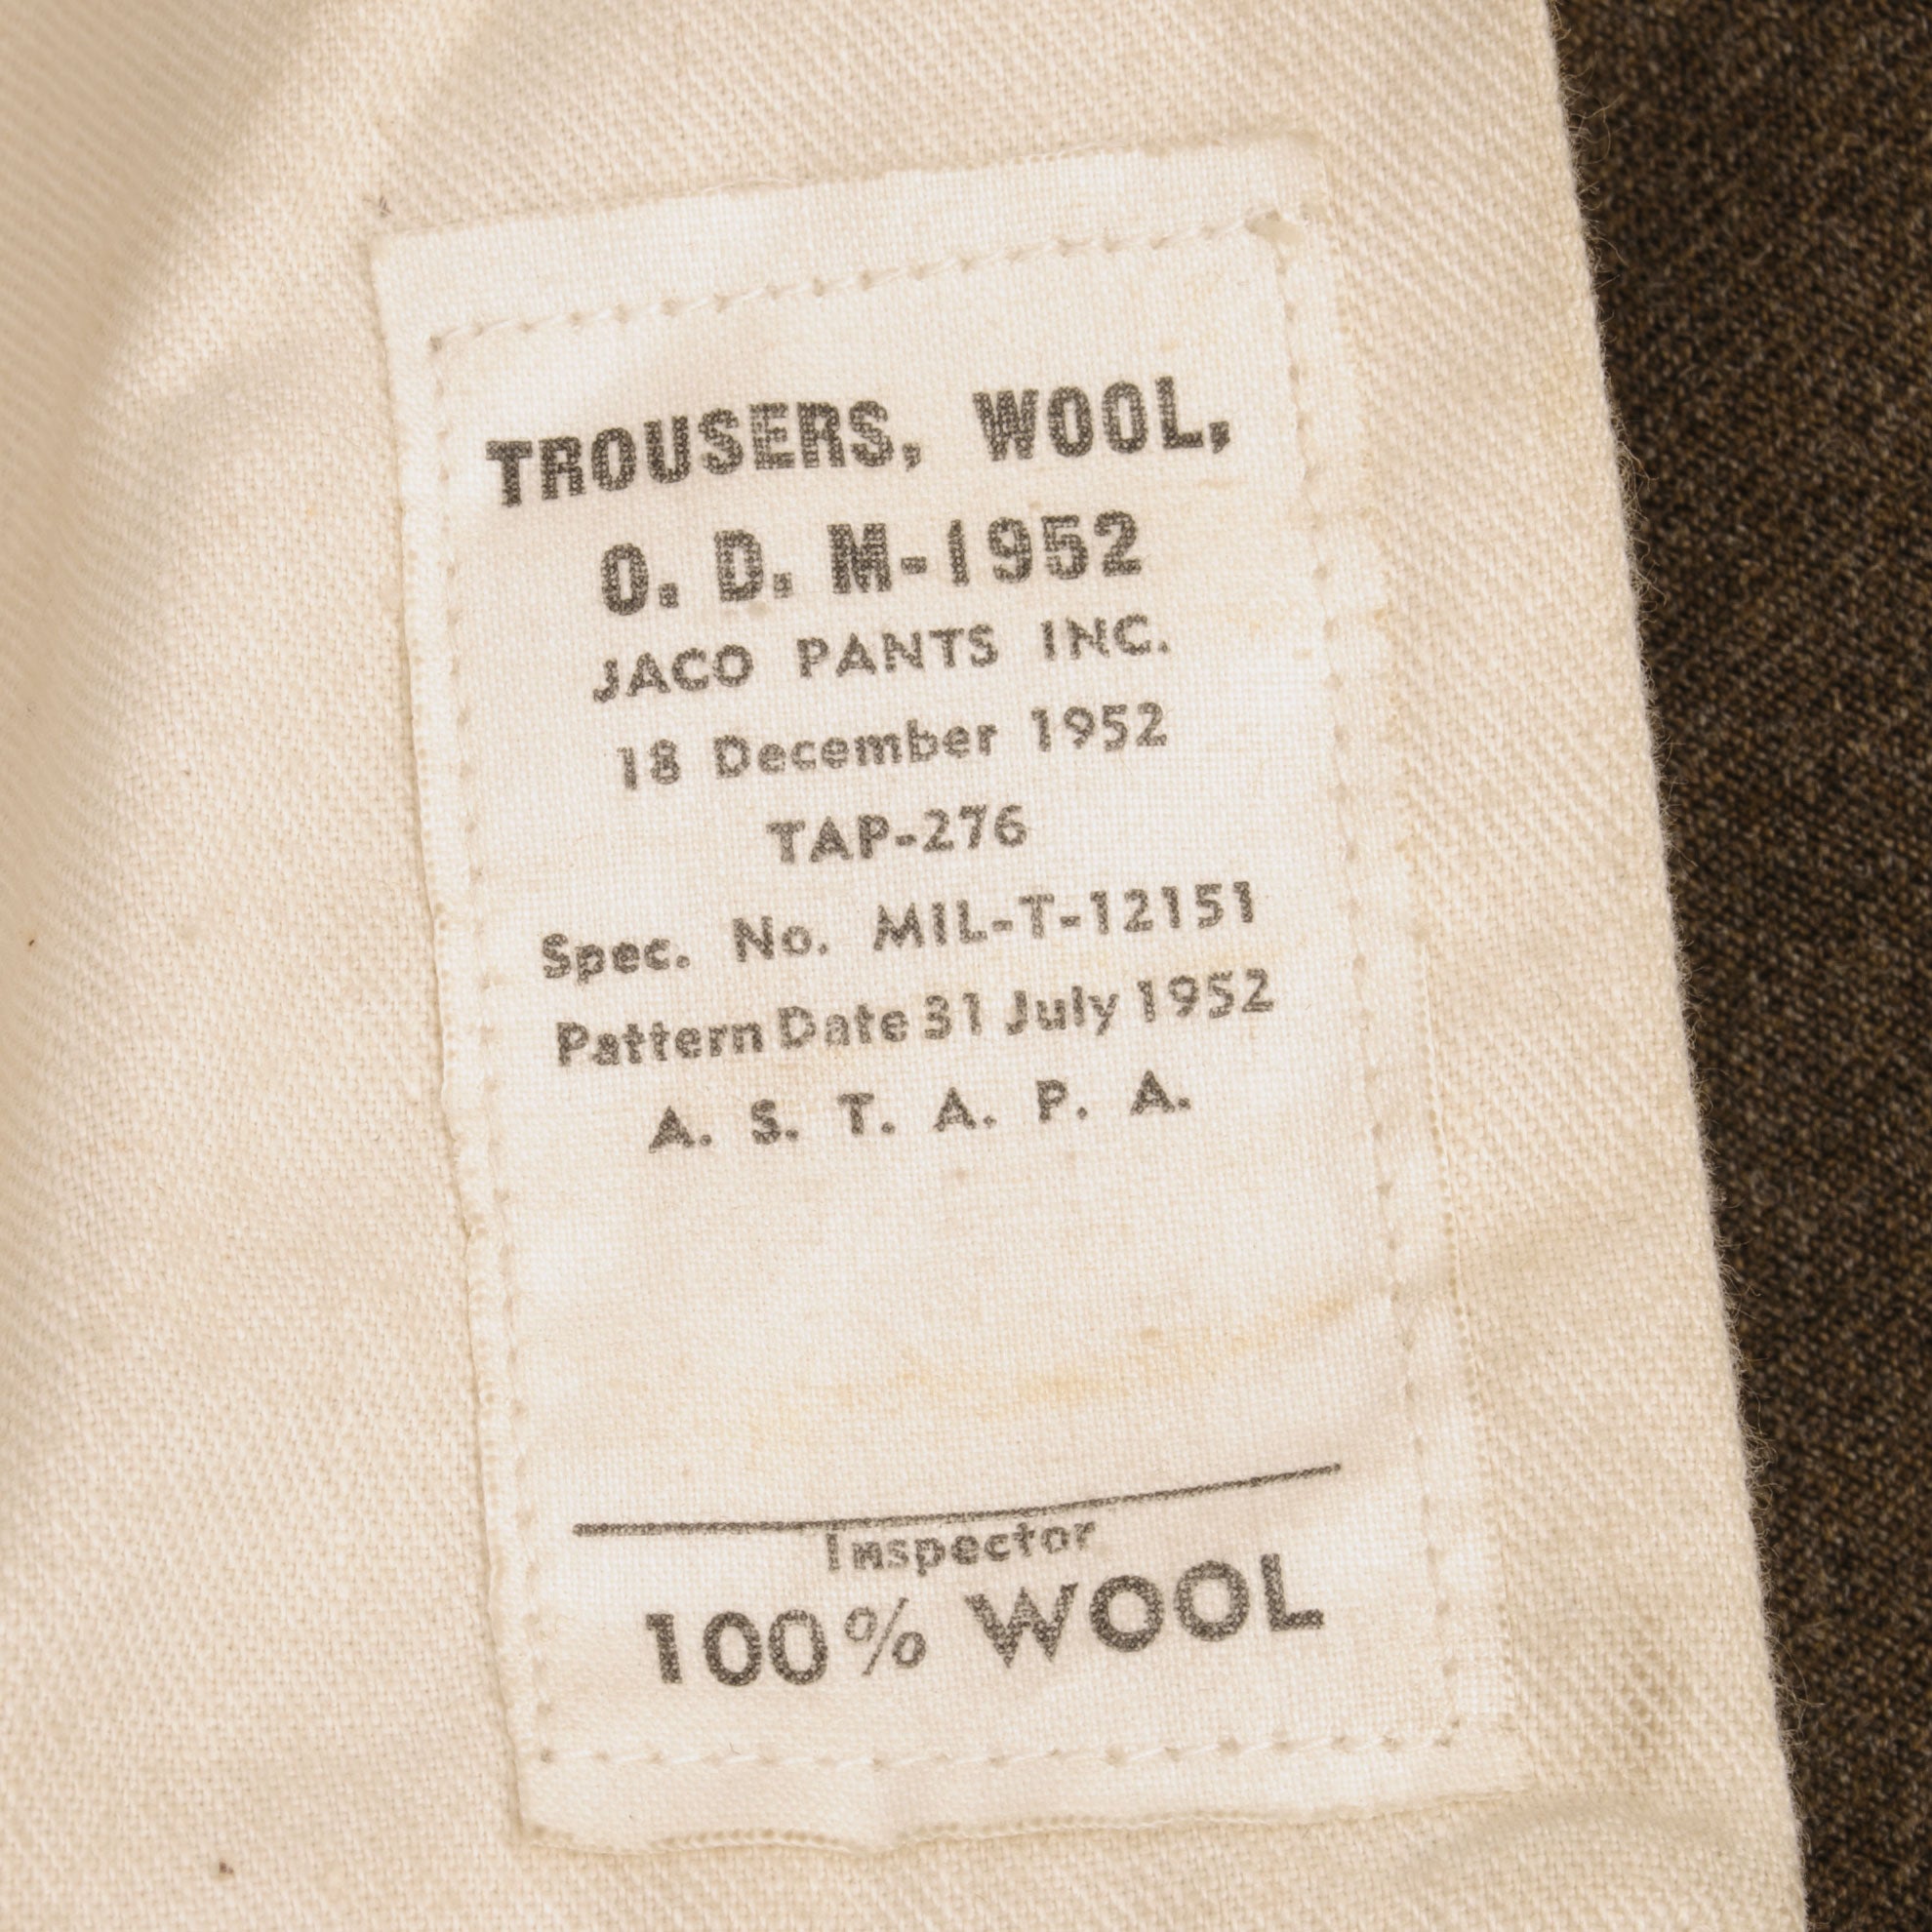 TROUSERS, WOOL,
O. D. M-1952
JACO PANTS INC.
18 December 1952
TAP-276
Spec. No. MIL-T-12151
Pattern Date 31 July 1952
A. S. T. A. P. A.
Inspector
100% WOOL